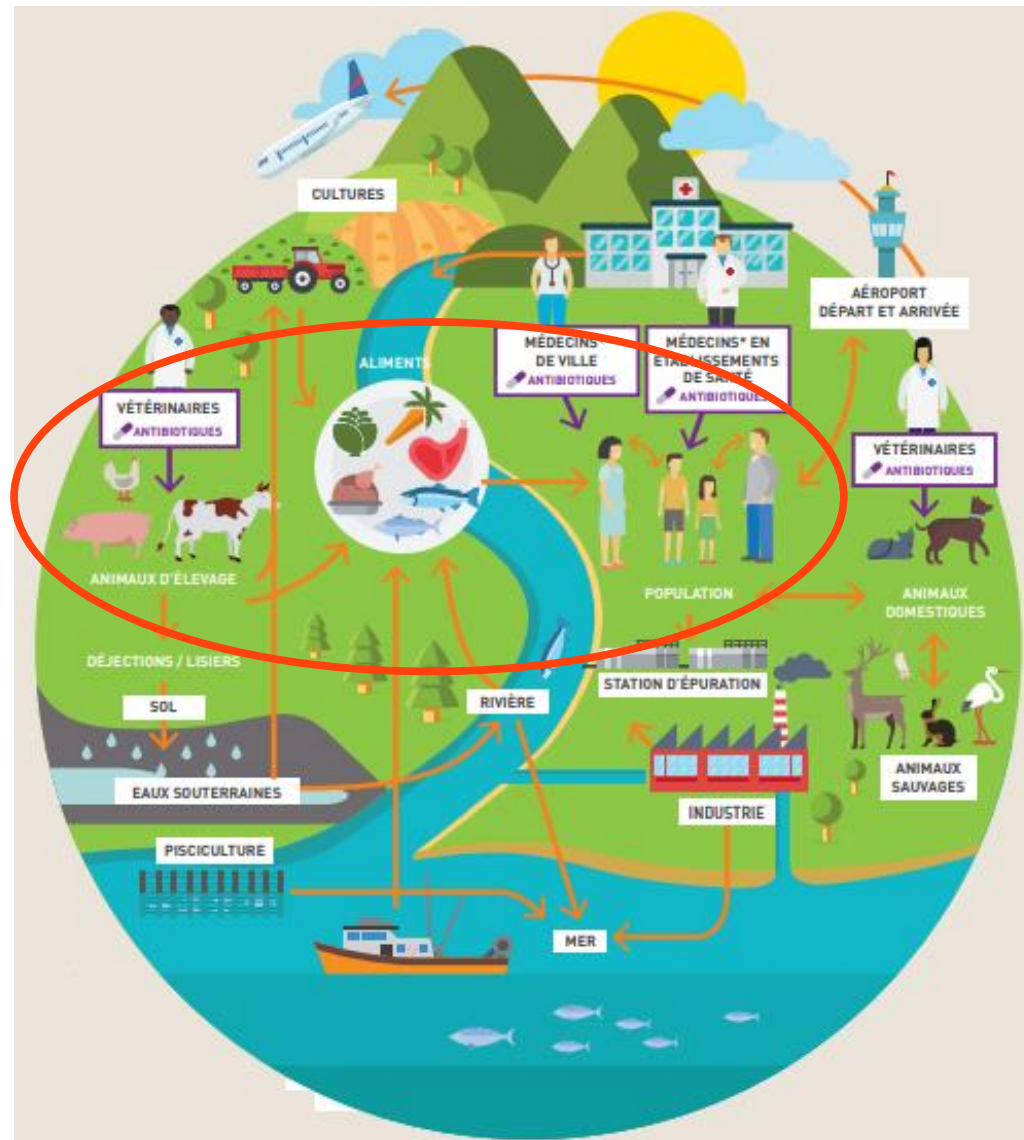 CULTURES
AÉROPORT
DÉPART ET ARRIVÉE
MÉDECINS*
DE VILLE
ANTIBIOTIQUES
MÉDECINS* EN
ÉTABLISSEMENTS
DE SANTÉ
ANTIBIOTIQUES
ALIMENTS
VÉTÉRINAIRES
ANTIBIOTIQUES
VÉTÉRINAIRES
ANTIBIOTIQUES
ANIMAUX D'ÉLEVAGE
POPULATION
ANIMAUX
DOMESTIQUES
DÉJECTIONS / LISIERS
STATION D'ÉPURATION
SOL
RIVIÈRE
ANIMAUX
SAUVAGES
EAUX SOUTERRAINES
INDUSTRIE
PISCICULTURE
MER